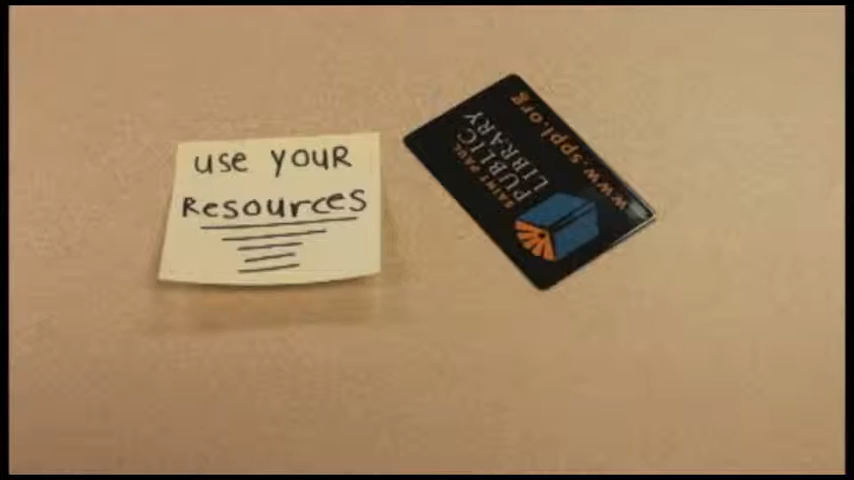 use your
Resources
SAINT PAUL
PUBLIC
LIBRARY
www.sppl.org